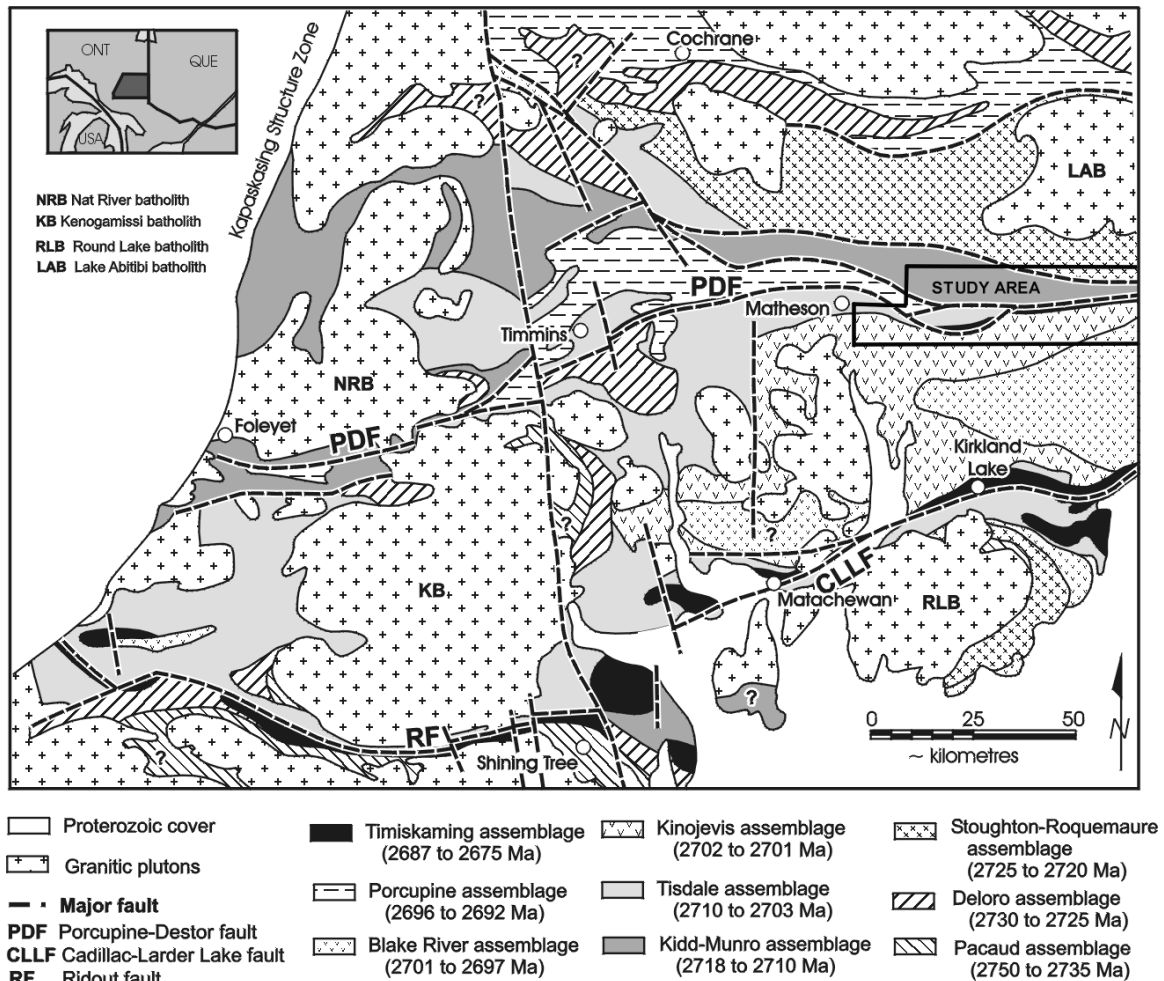 ONT
QUE
USA
Kapaskasing Structure Zone
Cochrane
?
?
LAB
NRB Nat River batholith
KB Kenogamissi batholith
RLB Round Lake batholith
LAB Lake Abitibi batholith
PDF
STUDY AREA
Matheson
Timmins
NRB
Foleyet
PDF
Kirkland
Lake
?
?
CLLF
KB
Matachewan
RLB
?
0 25 50
~ kilometres
N
RF
?
Shining Tree
Proterozoic cover
Granitic plutons
Major fault
PDF Porcupine-Destor fault
CLLF Cadillac-Larder Lake fault
RF Ridout fault
Timiskaming assemblage
(2687 to 2675 Ma)
Porcupine assemblage
(2696 to 2692 Ma)
Blake River assemblage
(2701 to 2697 Ma)
Kinojevis assemblage
(2702 to 2701 Ma)
Tisdale assemblage
(2710 to 2703 Ma)
Kidd-Munro assemblage
(2718 to 2710 Ma)
Stoughton-Roquemaure
assemblage
(2725 to 2720 Ma)
Deloro assemblage
(2730 to 2725 Ma)
Pacaud assemblage
(2750 to 2735 Ma)